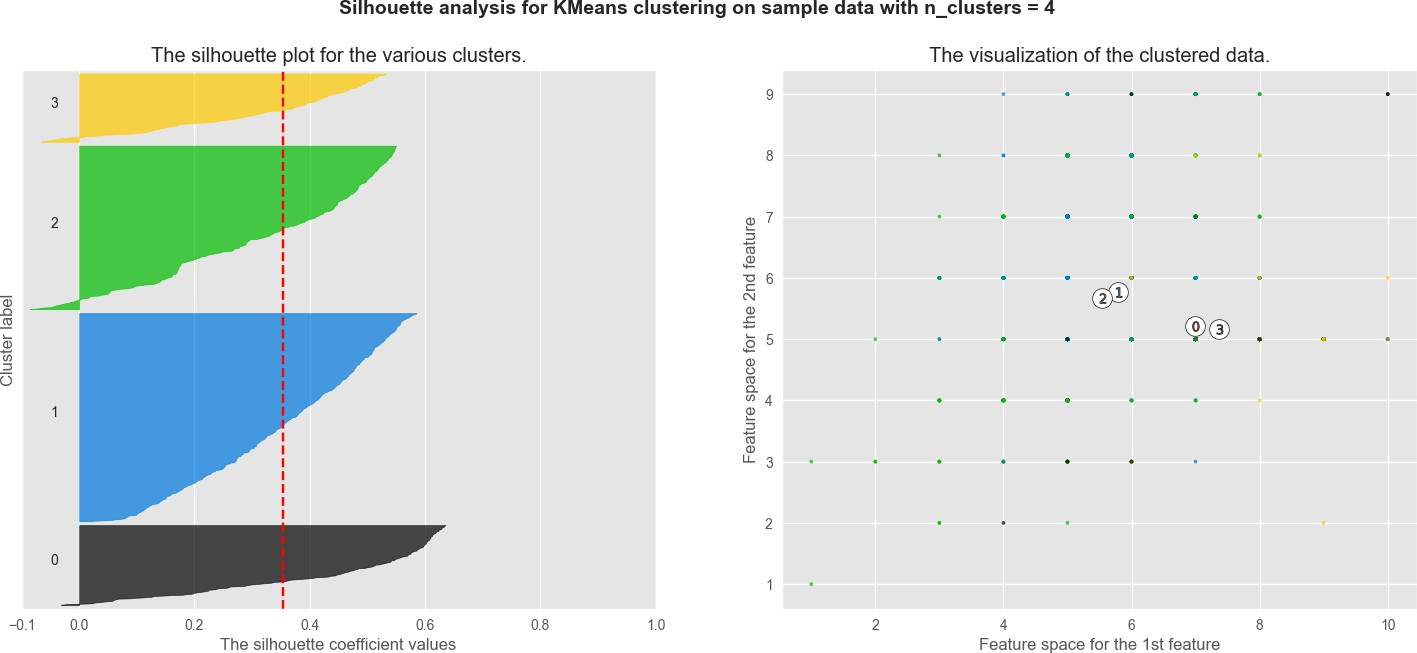 Silhouette analysis for KMeans clustering on sample data with n_clusters = 4
The silhouette plot for the various clusters.
3
2
1
0
Cluster label
−0.1 0.0 0.2 0.4 0.6 0.8 1.0
The silhouette coefficient values
The visualization of the clustered data.
9
8
7
6
5
4
3
2
1
Feature space for the 2nd feature
2 1
0 3
2 4 6 8 10
Feature space for the 1st feature